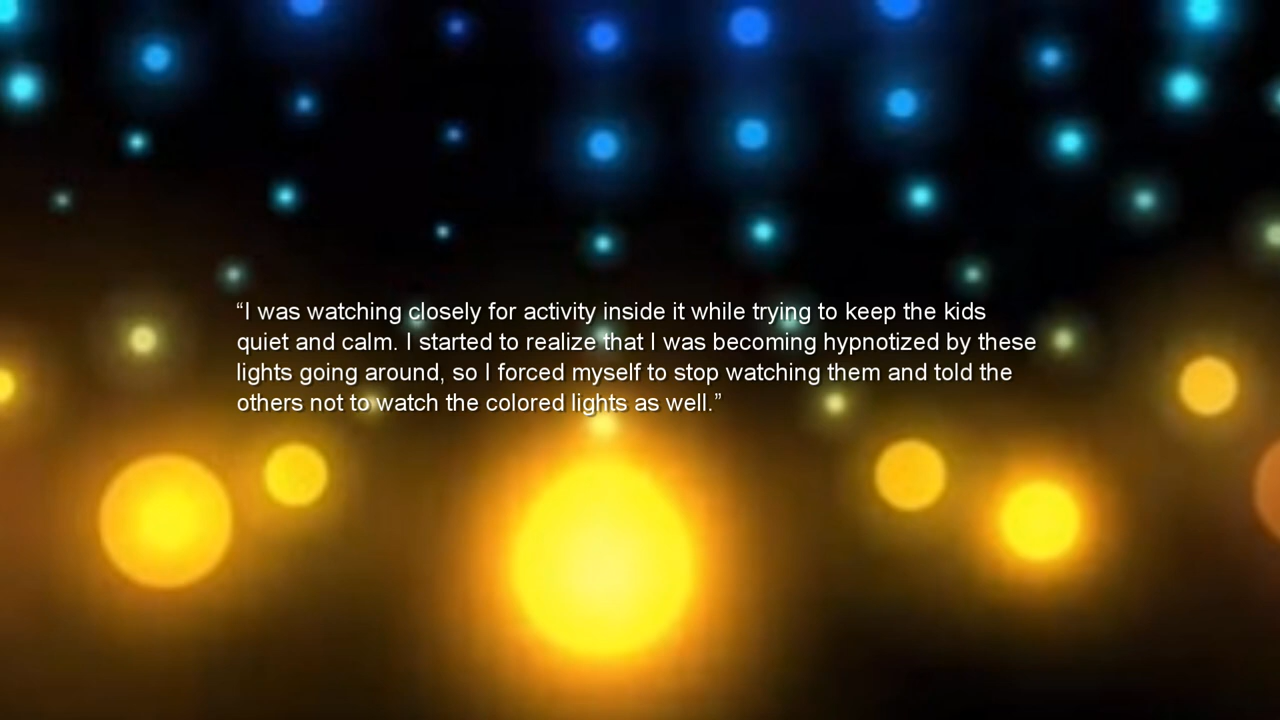 “I was watching closely for activity inside it while trying to keep the kids
quiet and calm. I started to realize that I was becoming hypnotized by these
lights going around, so I forced myself to stop watching them and told the
others not to watch the colored lights as well.”